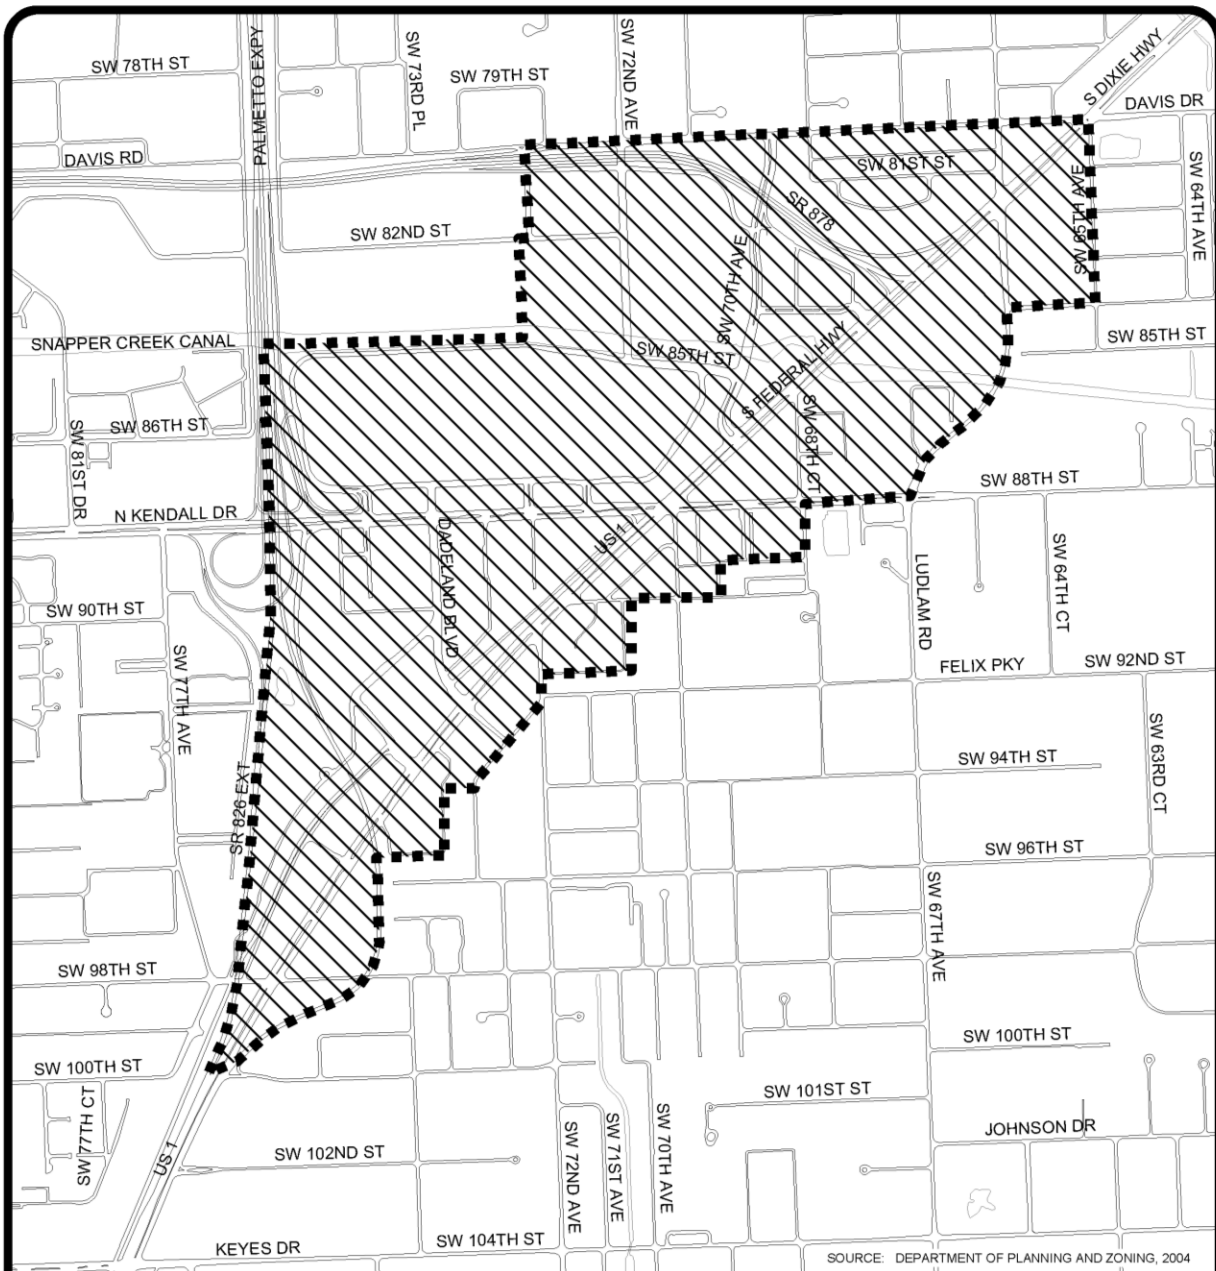 SW 78TH ST
PALMETTO EXPY
SW 73RD PL
SW 79TH ST
SW 72ND AVE
S DIXIE HWY
DAVIS DR
DAVIS RD
SW 81ST ST
SW 65TH AVE
SW 64TH AVE
SR 878
SW 82ND ST
SW 70TH AVE
SNAPPER CREEK CANAL
SW 85TH ST
SW 85TH ST
S FEDERAL HWY
SW 86TH ST
SW 81ST DR
SW 68TH CT
SW 88TH ST
N KENDALL DR
DADELAND BLVD
US 1
SW 64TH CT
LUDLAM RD
SW 90TH ST
SW 77TH AVE
FELIX PKY
SW 92ND ST
SW 63RD CT
SR 826 EXT
SW 94TH ST
SW 96TH ST
SW 67TH AVE
SW 98TH ST
SW 100TH ST
SW 100TH ST
SW 77TH CT
SW 101ST ST
US 1
SW 102ND ST
SW 72ND AVE
SW 71ST AVE
SW 70TH AVE
JOHNSON DR
KEYES DR
SW 104TH ST
SOURCE: DEPARTMENT OF PLANNING AND ZONING, 2004